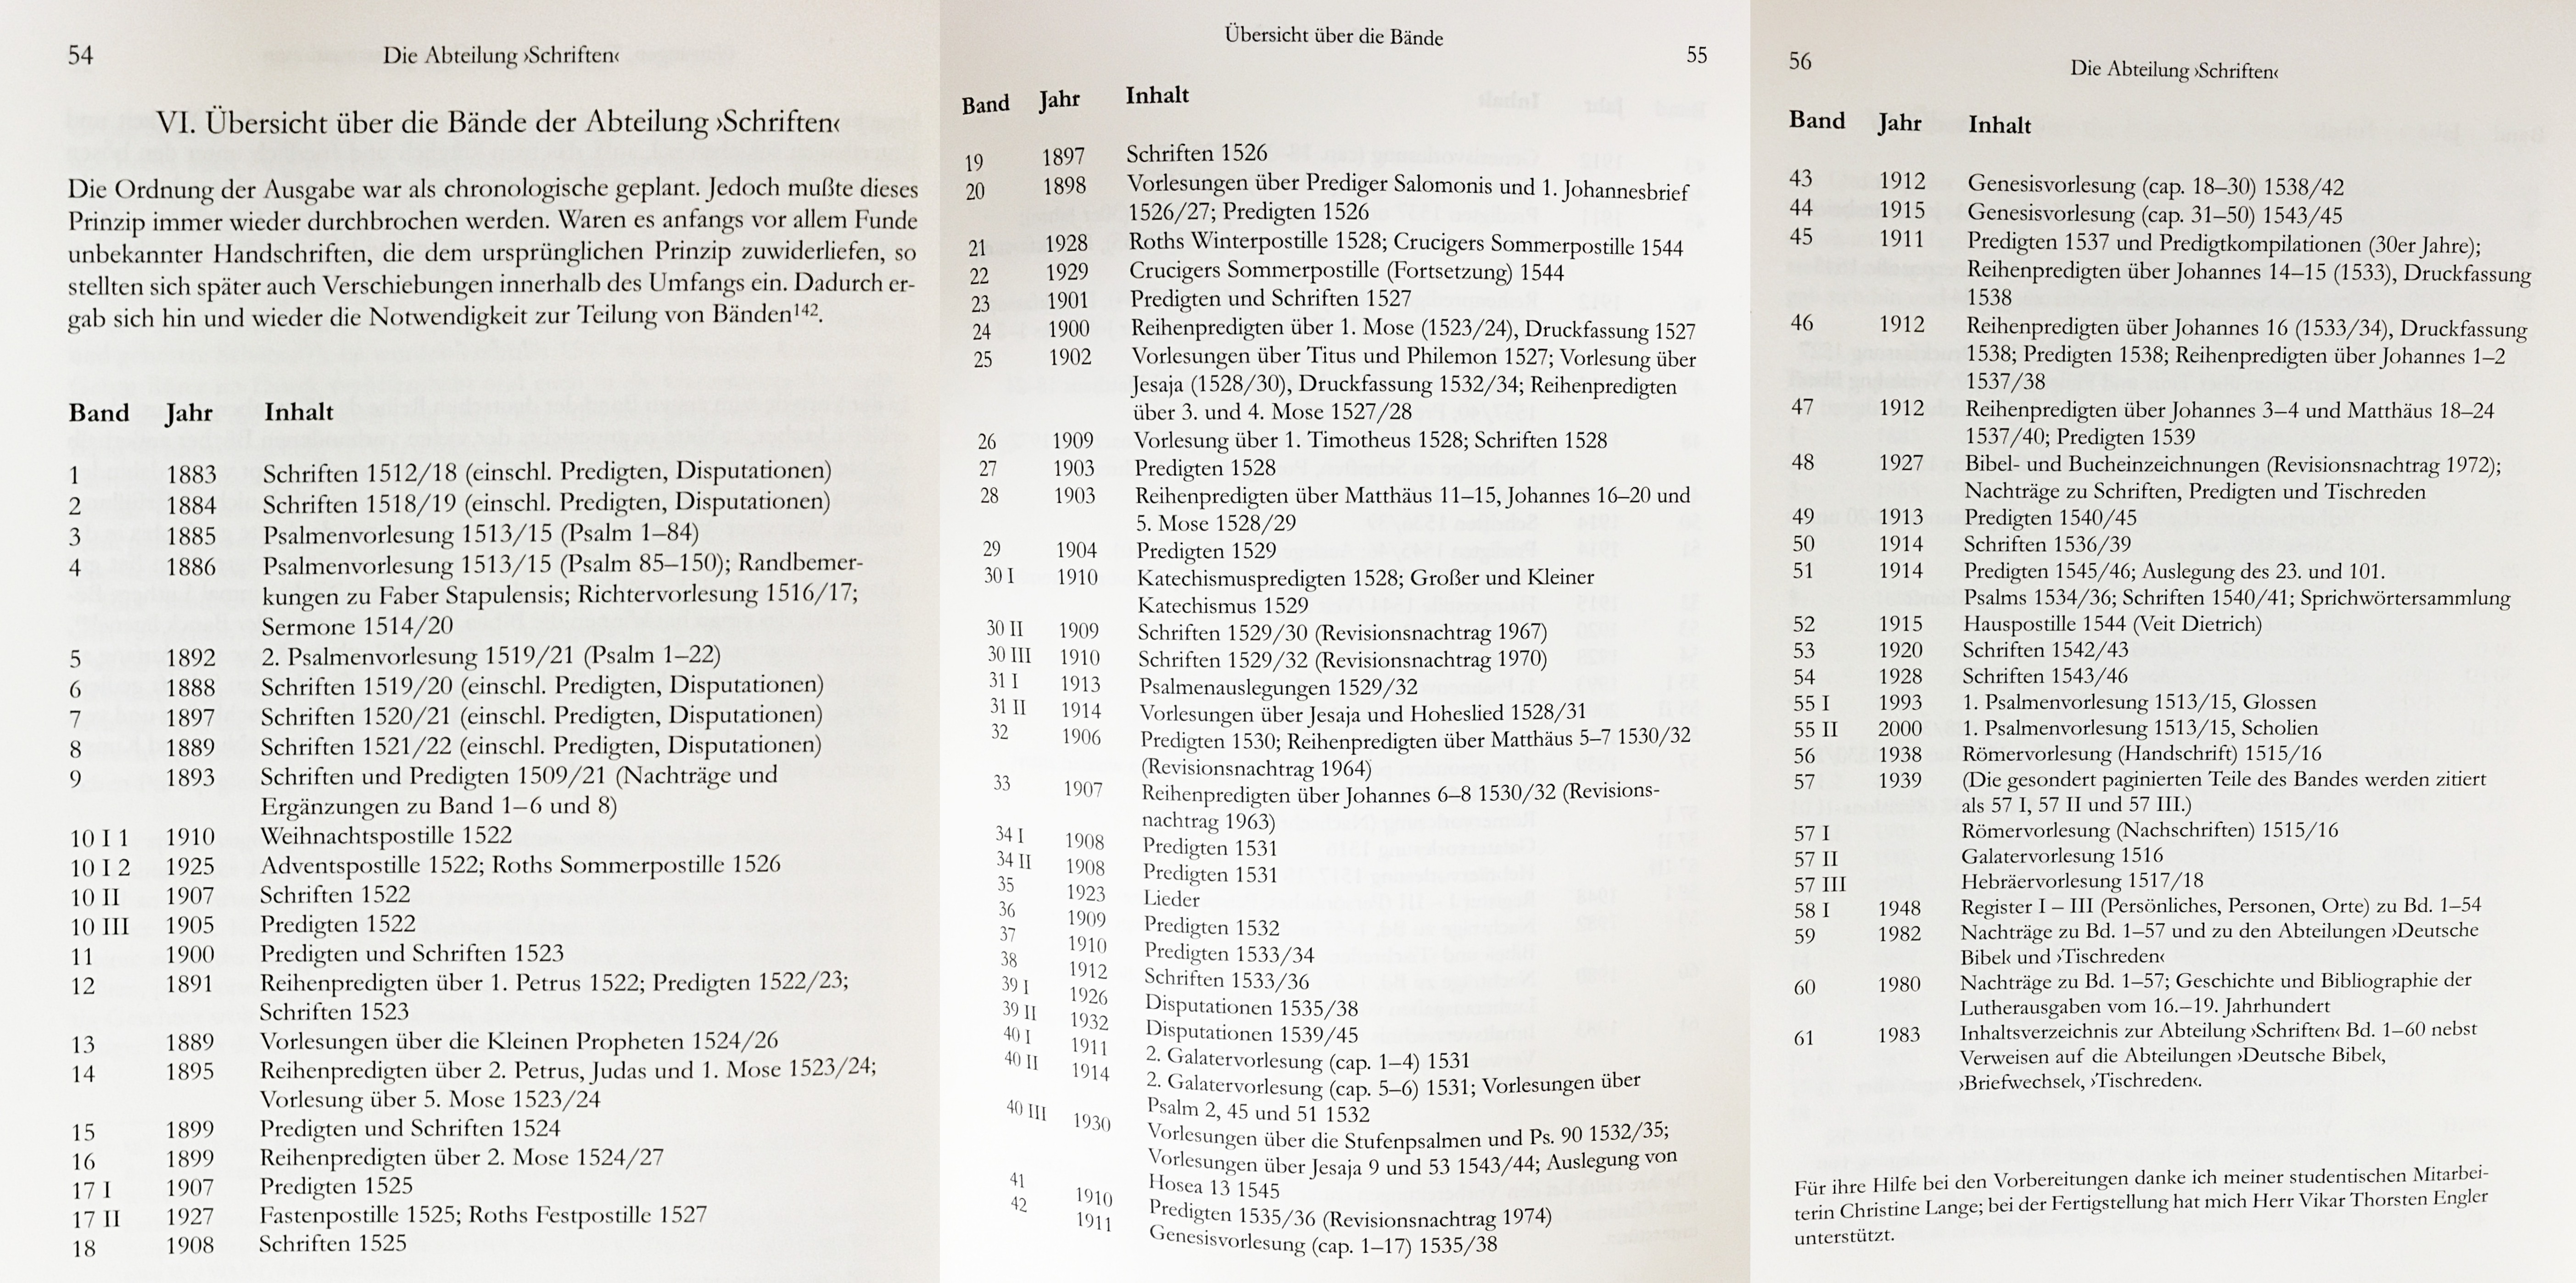 54
Die Abteilung ›Schriften‹
VI. Übersicht über die Bände der Abteilung ›Schriften‹
Die Ordnung der Ausgabe war als chronologische geplant. Jedoch mußte dieses
Prinzip immer wieder durchbrochen werden. Waren es anfangs vor allem Funde
unbekannter Handschriften, die dem ursprünglichen Prinzip zuwiderliefen, so
stellten sich später auch Verschiebungen innerhalb des Umfangs ein. Dadurch er-
gab sich hin und wieder die Notwendigkeit zur Teilung von Bänden¹⁴².
Band Jahr Inhalt
1 1883 Schriften 1512/18 (einschl. Predigten, Disputationen)
2 1884 Schriften 1518/19 (einschl. Predigten, Disputationen)
3 1885 Psalmenvorlesung 1513/15 (Psalm 1–84)
4 1886 Psalmenvorlesung 1513/15 (Psalm 85–150); Randbemer-
kungen zu Faber Stapulensis; Richtervorlesung 1516/17;
Sermone 1514/20
5 1892 2. Psalmenvorlesung 1519/21 (Psalm 1–22)
6 1888 Schriften 1519/20 (einschl. Predigten, Disputationen)
7 1897 Schriften 1520/21 (einschl. Predigten, Disputationen)
8 1889 Schriften 1521/22 (einschl. Predigten, Disputationen)
9 1893 Schriften und Predigten 1509/21 (Nachträge und
Ergänzungen zu Band 1–6 und 8)
10 I 1 1910 Weihnachtspostille 1522
10 I 2 1925 Adventspostille 1522; Roths Sommerpostille 1526
10 II 1907 Schriften 1522
10 III 1905 Predigten 1522
11 1900 Predigten und Schriften 1523
12 1891 Reihenpredigten über 1. Petrus 1522; Predigten 1522/23;
Schriften 1523
13 1889 Vorlesungen über die Kleinen Propheten 1524/26
14 1895 Reihenpredigten über 2. Petrus, Judas und 1. Mose 1523/24;
Vorlesung über 5. Mose 1523/24
15 1899 Predigten und Schriften 1524
16 1899 Reihenpredigten über 2. Mose 1524/27
17 I 1907 Predigten 1525
17 II 1927 Fastenpostille 1525; Roths Festpostille 1527
18 1908 Schriften 1525
Übersicht über die Bände
55
Band Jahr Inhalt
19 1897 Schriften 1526
20 1898 Vorlesungen über Prediger Salomonis und 1. Johannesbrief
1526/27; Predigten 1526
21 1928 Roths Winterpostille 1528; Crucigers Sommerpostille 1544
22 1929 Crucigers Sommerpostille (Fortsetzung) 1544
23 1901 Predigten und Schriften 1527
24 1900 Reihenpredigten über 1. Mose (1523/24), Druckfassung 1527
25 1902 Vorlesungen über Titus und Philemon 1527; Vorlesung über
Jesaja (1528/30), Druckfassung 1532/34; Reihenpredigten
über 3. und 4. Mose 1527/28
26 1909 Vorlesung über 1. Timotheus 1528; Schriften 1528
27 1903 Predigten 1528
28 1903 Reihenpredigten über Matthäus 11–15, Johannes 16–20 und
5. Mose 1528/29
29 1904 Predigten 1529
30 I 1910 Katechismuspredigten 1528; Großer und Kleiner
Katechismus 1529
30 II 1909 Schriften 1529/30 (Revisionsnachtrag 1967)
30 III 1910 Schriften 1529/32 (Revisionsnachtrag 1970)
31 I 1913 Psalmenauslegungen 1529/32
31 II 1914 Vorlesungen über Jesaja und Hoheslied 1528/31
32 1906 Predigten 1530; Reihenpredigten über Matthäus 5–7 1530/32
(Revisionsnachtrag 1964)
33 1907 Reihenpredigten über Johannes 6–8 1530/32 (Revisions-
nachtrag 1963)
34 I 1908 Predigten 1531
34 II 1908 Predigten 1531
35 1923 Lieder
36 1909 Predigten 1532
37 1910 Predigten 1533/34
38 1912 Schriften 1533/36
39 I 1926 Disputationen 1535/38
39 II 1932 Disputationen 1539/45
40 I 1911 2. Galatervorlesung (cap. 1–4) 1531
40 II 1914 2. Galatervorlesung (cap. 5–6) 1531; Vorlesungen über
Psalm 2, 45 und 51 1532
40 III 1930 Vorlesungen über die Stufenpsalmen und Ps. 90 1532/35;
Vorlesungen über Jesaja 9 und 53 1543/44; Auslegung von
Hosea 13 1545
41 1910 Predigten 1535/36 (Revisionsnachtrag 1974)
42 1911 Genesisvorlesung (cap. 1–17) 1535/38
56
Die Abteilung ›Schriften‹
Band Jahr Inhalt
43 1912 Genesisvorlesung (cap. 18–30) 1538/42
44 1915 Genesisvorlesung (cap. 31–50) 1543/45
45 1911 Predigten 1537 und Predigtkompilationen (30er Jahre);
Reihenpredigten über Johannes 14–15 (1533), Druckfassung
1538
46 1912 Reihenpredigten über Johannes 16 (1533/34), Druckfassung
1538; Predigten 1538; Reihenpredigten über Johannes 1–2
1537/38
47 1912 Reihenpredigten über Johannes 3–4 und Matthäus 18–24
1537/40; Predigten 1539
48 1927 Bibel- und Bucheinzeichnungen (Revisionsnachtrag 1972);
Nachträge zu Schriften, Predigten und Tischreden
49 1913 Predigten 1540/45
50 1914 Schriften 1536/39
51 1914 Predigten 1545/46; Auslegung des 23. und 101.
Psalms 1534/36; Schriften 1540/41; Sprichwörtersammlung
52 1915 Hauspostille 1544 (Veit Dietrich)
53 1920 Schriften 1542/43
54 1928 Schriften 1543/46
55 I 1993 1. Psalmenvorlesung 1513/15, Glossen
55 II 2000 1. Psalmenvorlesung 1513/15, Scholien
56 1938 Römervorlesung (Handschrift) 1515/16
57 1939 (Die gesondert paginierten Teile des Bandes werden zitiert
als 57 I, 57 II und 57 III.)
57 I Römervorlesung (Nachschriften) 1515/16
57 II Galatervorlesung 1516
57 III Hebräervorlesung 1517/18
58 I 1948 Register I – III (Persönliches, Personen, Orte) zu Bd. 1–54
59 1982 Nachträge zu Bd. 1–57 und zu den Abteilungen ›Deutsche
Bibel‹ und ›Tischreden‹
60 1980 Nachträge zu Bd. 1–57; Geschichte und Bibliographie der
Lutherausgaben vom 16.–19. Jahrhundert
61 1983 Inhaltsverzeichnis zur Abteilung ›Schriften‹ Bd. 1–60 nebst
Verweisen auf die Abteilungen ›Deutsche Bibel‹,
›Briefwechsel‹, ›Tischreden‹.
Für ihre Hilfe bei den Vorbereitungen danke ich meiner studentischen Mitarbei-
terin Christine Lange; bei der Fertigstellung hat mich Herr Vikar Thorsten Engler
unterstützt.